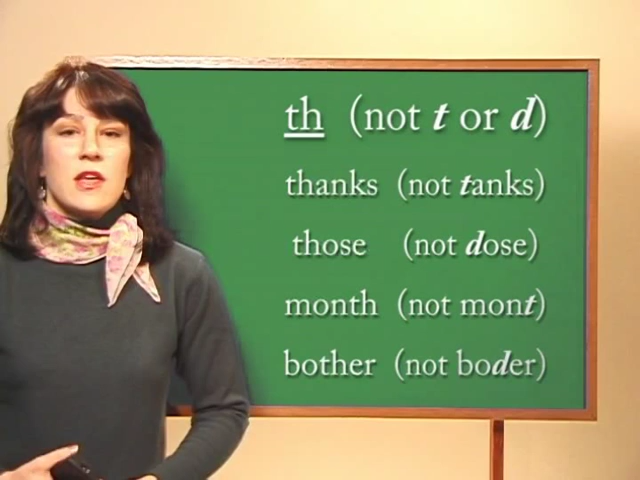 th (not t or d)
thanks (not tanks)
those (not dose)
month (not mont)
bother (not boder)